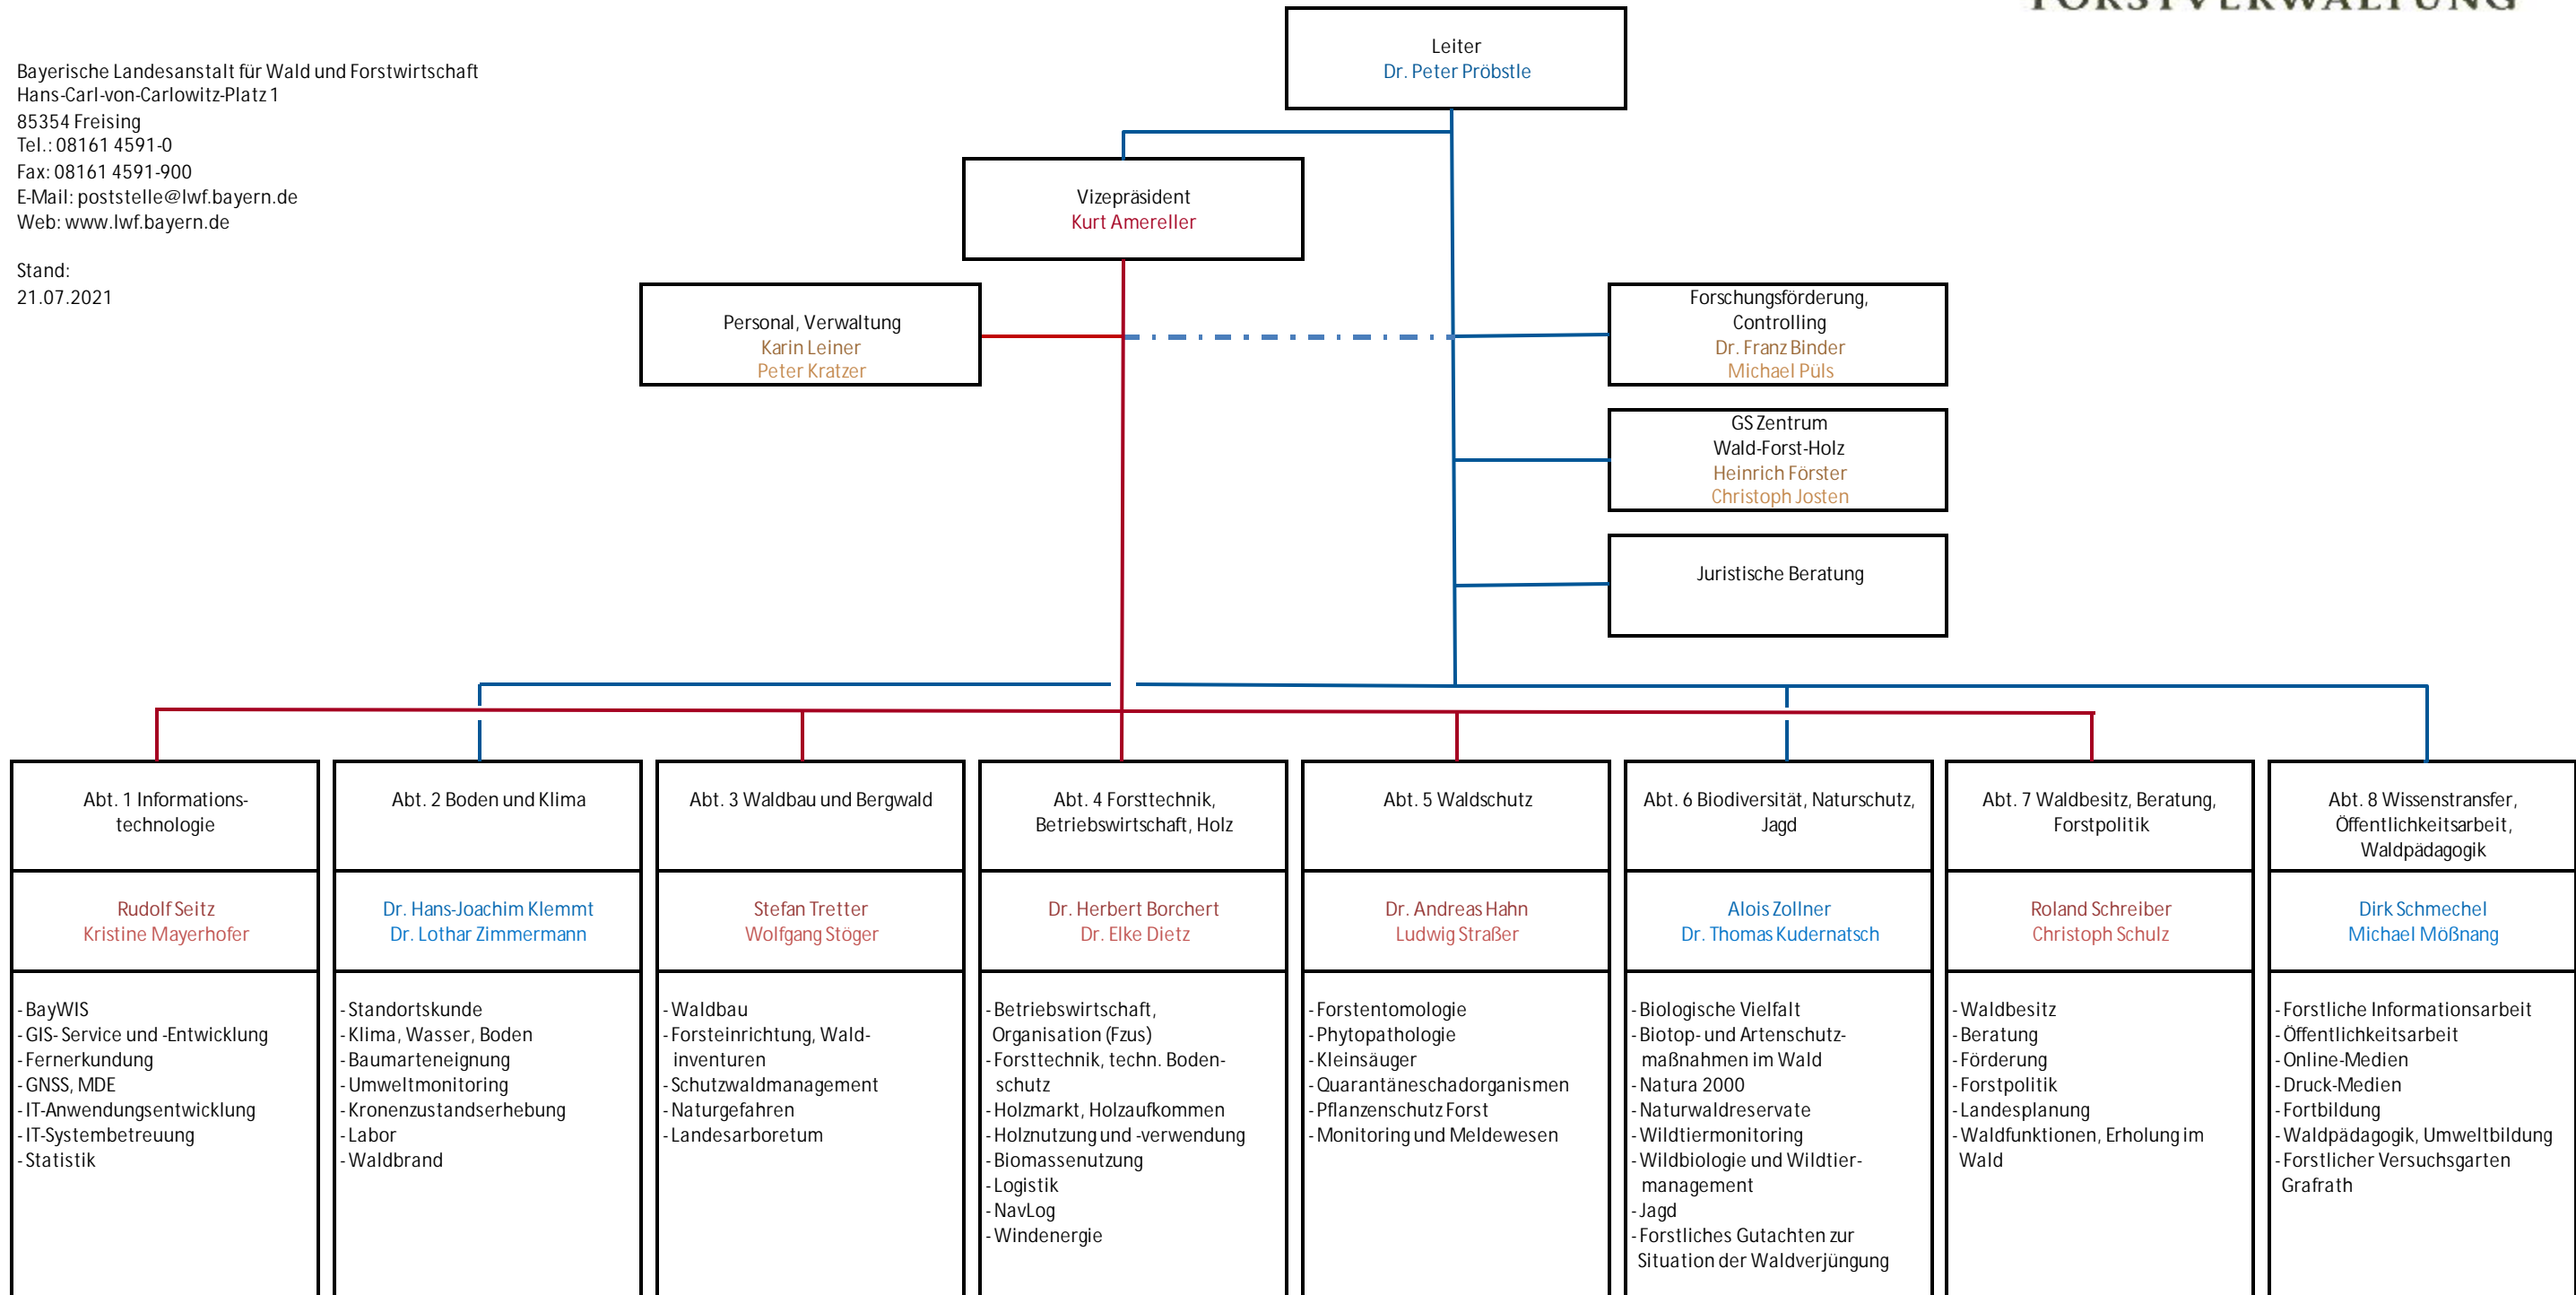 FORSTVERWALTUNG
Bayerische Landesanstalt für Wald und Forstwirtschaft
Hans-Carl-von-Carlowitz-Platz 1
85354 Freising
Tel.: 08161 4591-0
Fax: 08161 4591-900
E-Mail: poststelle@lwf.bayern.de
Web: www.lwf.bayern.de
Stand:
21.07.2021
Leiter
Dr. Peter Pröbstle
Vizepräsident
Kurt Amereller
Personal, Verwaltung
Karin Leiner
Peter Kratzer
Forschungsförderung,
Controlling
Dr. Franz Binder
Michael Püls
GS Zentrum
Wald-Forst-Holz
Heinrich Förster
Christoph Josten
Juristische Beratung
Abt. 1 Informations-
technologie
Rudolf Seitz
Kristine Mayerhofer
- BayWIS
- GIS- Service und -Entwicklung
- Fernerkundung
- GNSS, MDE
- IT-Anwendungsentwicklung
- IT-Systembetreuung
- Statistik
Abt. 2 Boden und Klima
Dr. Hans-Joachim Klemmt
Dr. Lothar Zimmermann
- Standortskunde
- Klima, Wasser, Boden
- Baumarteneignung
- Umweltmonitoring
- Kronenzustandserhebung
- Labor
- Waldbrand
Abt. 3 Waldbau und Bergwald
Stefan Tretter
Wolfgang Stöger
- Waldbau
- Forsteinrichtung, Wald-
inventuren
- Schutzwaldmanagement
- Naturgefahren
- Landesarboretum
Abt. 4 Forsttechnik,
Betriebswirtschaft, Holz
Dr. Herbert Borchert
Dr. Elke Dietz
- Betriebswirtschaft,
Organisation (Fzus)
- Forsttechnik, techn. Boden-
schutz
- Holzmarkt, Holzaufkommen
- Holznutzung und -verwendung
- Biomassenutzung
- Logistik
- NavLog
- Windenergie
Abt. 5 Waldschutz
Dr. Andreas Hahn
Ludwig Straßer
- Forstentomologie
- Phytopathologie
- Kleinsäuger
- Quarantäneschadorganismen
- Pflanzenschutz Forst
- Monitoring und Meldewesen
Abt. 6 Biodiversität, Naturschutz,
Jagd
Alois Zollner
Dr. Thomas Kudernatsch
- Biologische Vielfalt
- Biotop- und Artenschutz-
maßnahmen im Wald
- Natura 2000
- Naturwaldreservate
- Wildtiermonitoring
- Wildbiologie und Wildtier-
management
- Jagd
- Forstliches Gutachten zur
Situation der Waldverjüngung
Abt. 7 Waldbesitz, Beratung,
Forstpolitik
Roland Schreiber
Christoph Schulz
- Waldbesitz
- Beratung
- Förderung
- Forstpolitik
- Landesplanung
- Waldfunktionen, Erholung im
Wald
Abt. 8 Wissenstransfer,
Öffentlichkeitsarbeit,
Waldpädagogik
Dirk Schmechel
Michael Mößnang
- Forstliche Informationsarbeit
- Öffentlichkeitsarbeit
- Online-Medien
- Druck-Medien
- Fortbildung
- Waldpädagogik, Umweltbildung
- Forstlicher Versuchsgarten
Grafrath